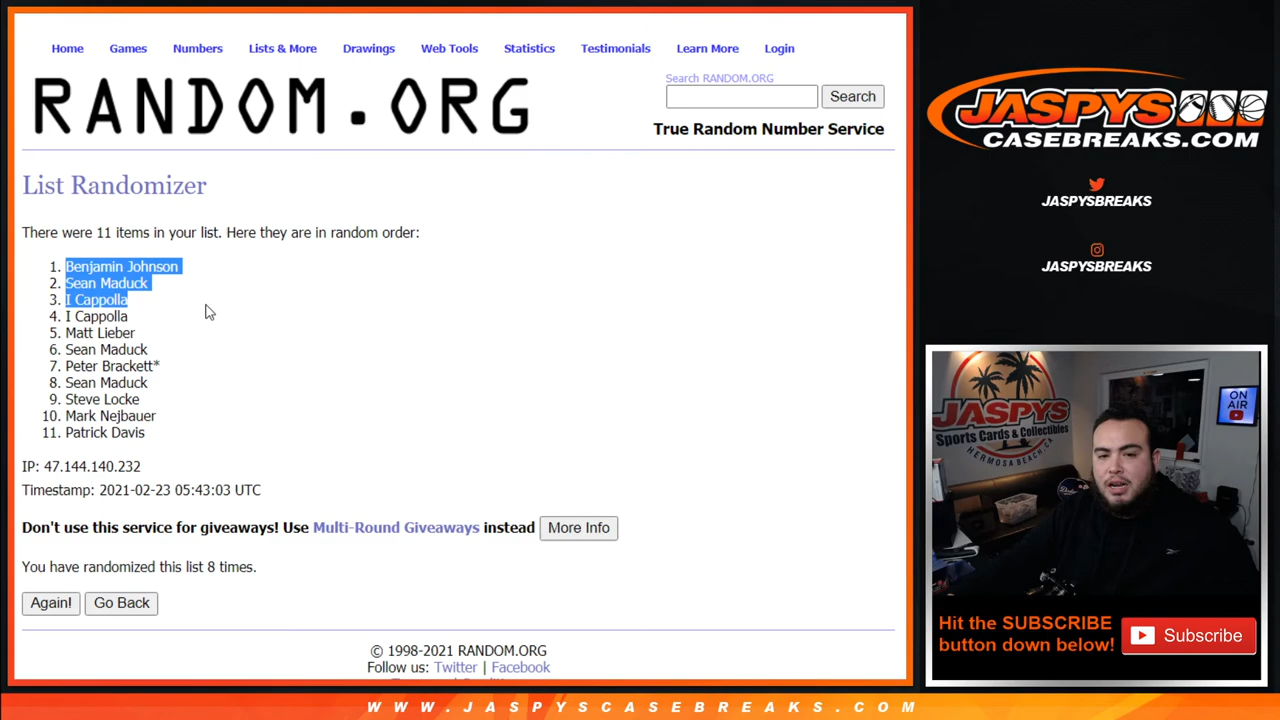 Home Games Numbers Lists & More Drawings Web Tools Statistics Testimonials Learn More Login
RANDOM.ORG
Search RANDOM.ORG
Search
True Random Number Service
List Randomizer
There were 11 items in your list. Here they are in random order:
1. Benjamin Johnson
2. Sean Maduck
3. I Cappolla
4. I Cappolla
5. Matt Lieber
6. Sean Maduck
7. Peter Brackett*
8. Sean Maduck
9. Steve Locke
10. Mark Nejbauer
11. Patrick Davis
IP: 47.144.140.232
Timestamp: 2021-02-23 05:43:03 UTC
Don't use this service for giveaways! Use Multi-Round Giveaways instead More Info
You have randomized this list 8 times.
Again! Go Back
© 1998-2021 RANDOM.ORG
Follow us: Twitter | Facebook
JASPYS
CASEBREAKS.COM
JASPYSBREAKS
JASPYSBREAKS
JASPYS
Sports Cards & Collectibles
HERMOSA BEACH, CA
ON
AIR
Hit the SUBSCRIBE
button down below!
Subscribe
WWW.JASPYSCASEBREAKS.COM